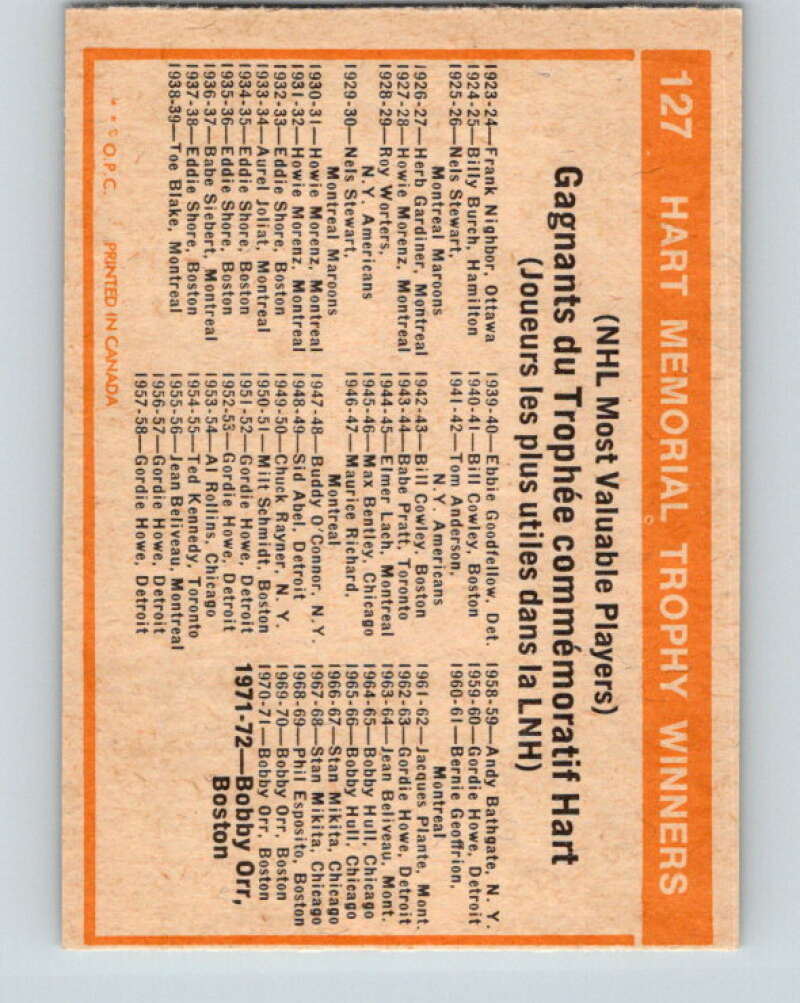 127 HART MEMORIAL TROPHY WINNERS
(NHL Most Valuable Players)
Gagnants du Trophée commémoratif Hart
(Joueurs les plus utiles dans la LNH)
1923-24—Frank Nighbor, Ottawa
1924-25—Billy Burch, Hamilton
1925-26—Nels Stewart,
Montreal Maroons
1926-27—Herb Gardiner, Montreal
1927-28—Howie Morenz, Montreal
1928-29—Roy Worters,
N.Y. Americans
1929-30—Nels Stewart,
Montreal Maroons
1930-31—Howie Morenz, Montreal
1931-32—Howie Morenz, Montreal
1932-33—Eddie Shore, Boston
1933-34—Aurel Joliat, Montreal
1934-35—Eddie Shore, Boston
1935-36—Eddie Shore, Boston
1936-37—Babe Siebert, Montreal
1937-38—Eddie Shore, Boston
1938-39—Toe Blake, Montreal
1939-40—Ebbie Goodfellow, Det.
1940-41—Bill Cowley, Boston
1941-42—Tom Anderson,
N.Y. Americans
1942-43—Bill Cowley, Boston
1943-44—Babe Pratt, Toronto
1944-45—Elmer Lach, Montreal
1945-46—Max Bentley, Chicago
1946-47—Maurice Richard,
Montreal
1947-48—Buddy O'Connor, N.Y.
1948-49—Sid Abel, Detroit
1949-50—Chuck Rayner, N. Y.
1950-51—Milt Schmidt, Boston
1951-52—Gordie Howe, Detroit
1952-53—Gordie Howe, Detroit
1953-54—Al Rollins, Chicago
1954-55—Ted Kennedy, Toronto
1955-56—Jean Beliveau, Montreal
1956-57—Gordie Howe, Detroit
1957-58—Gordie Howe, Detroit
1958-59—Andy Bathgate, N. Y.
1959-60—Gordie Howe, Detroit
1960-61—Bernie Geoffrion,
Montreal
1961-62—Jacques Plante, Mont.
1962-63—Gordie Howe, Detroit
1963-64—Jean Beliveau, Mont.
1964-65—Bobby Hull, Chicago
1965-66—Bobby Hull, Chicago
1966-67—Stan Mikita, Chicago
1967-68—Stan Mikita, Chicago
1968-69—Phil Esposito, Boston
1969-70—Bobby Orr, Boston
1970-71—Bobby Orr, Boston
1971-72—Bobby Orr,
Boston
* * © O.P.C. PRINTED IN CANADA